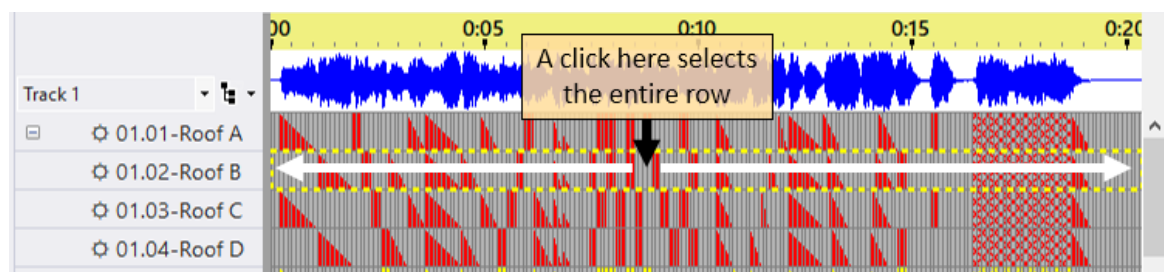 00 0:05 0:10 0:15 0:20
A click here selects
the entire row
Track 1
01.01-Roof A
01.02-Roof B
01.03-Roof C
01.04-Roof D